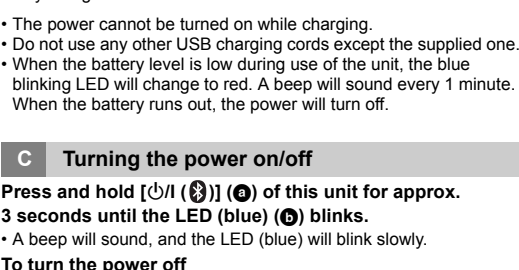 • The power cannot be turned on while charging.
• Do not use any other USB charging cords except the supplied one.
• When the battery level is low during use of the unit, the blue
blinking LED will change to red. A beep will sound every 1 minute.
When the battery runs out, the power will turn off.
C Turning the power on/off
Press and hold [⏻/I (Bluetooth)] (ⓐ) of this unit for approx.
3 seconds until the LED (blue) (ⓑ) blinks.
• A beep will sound, and the LED (blue) will blink slowly.
To turn the power off